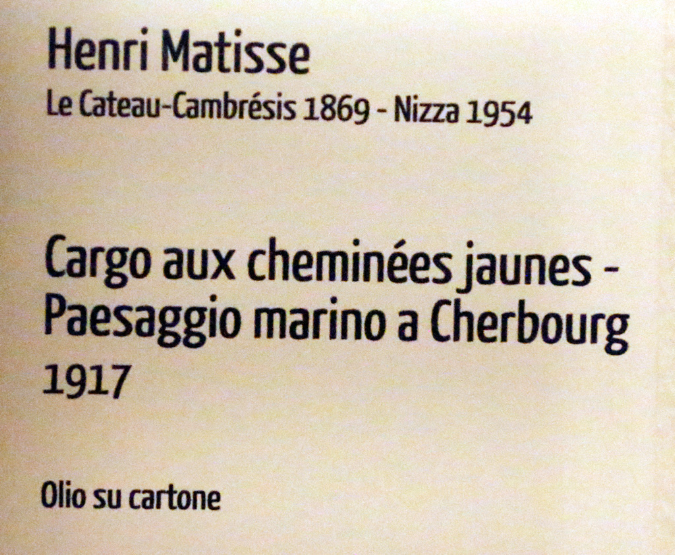 Henri Matisse
Le Cateau-Cambrésis 1869 - Nizza 1954
Cargo aux cheminées jaunes -
Paesaggio marino a Cherbourg
1917
Olio su cartone